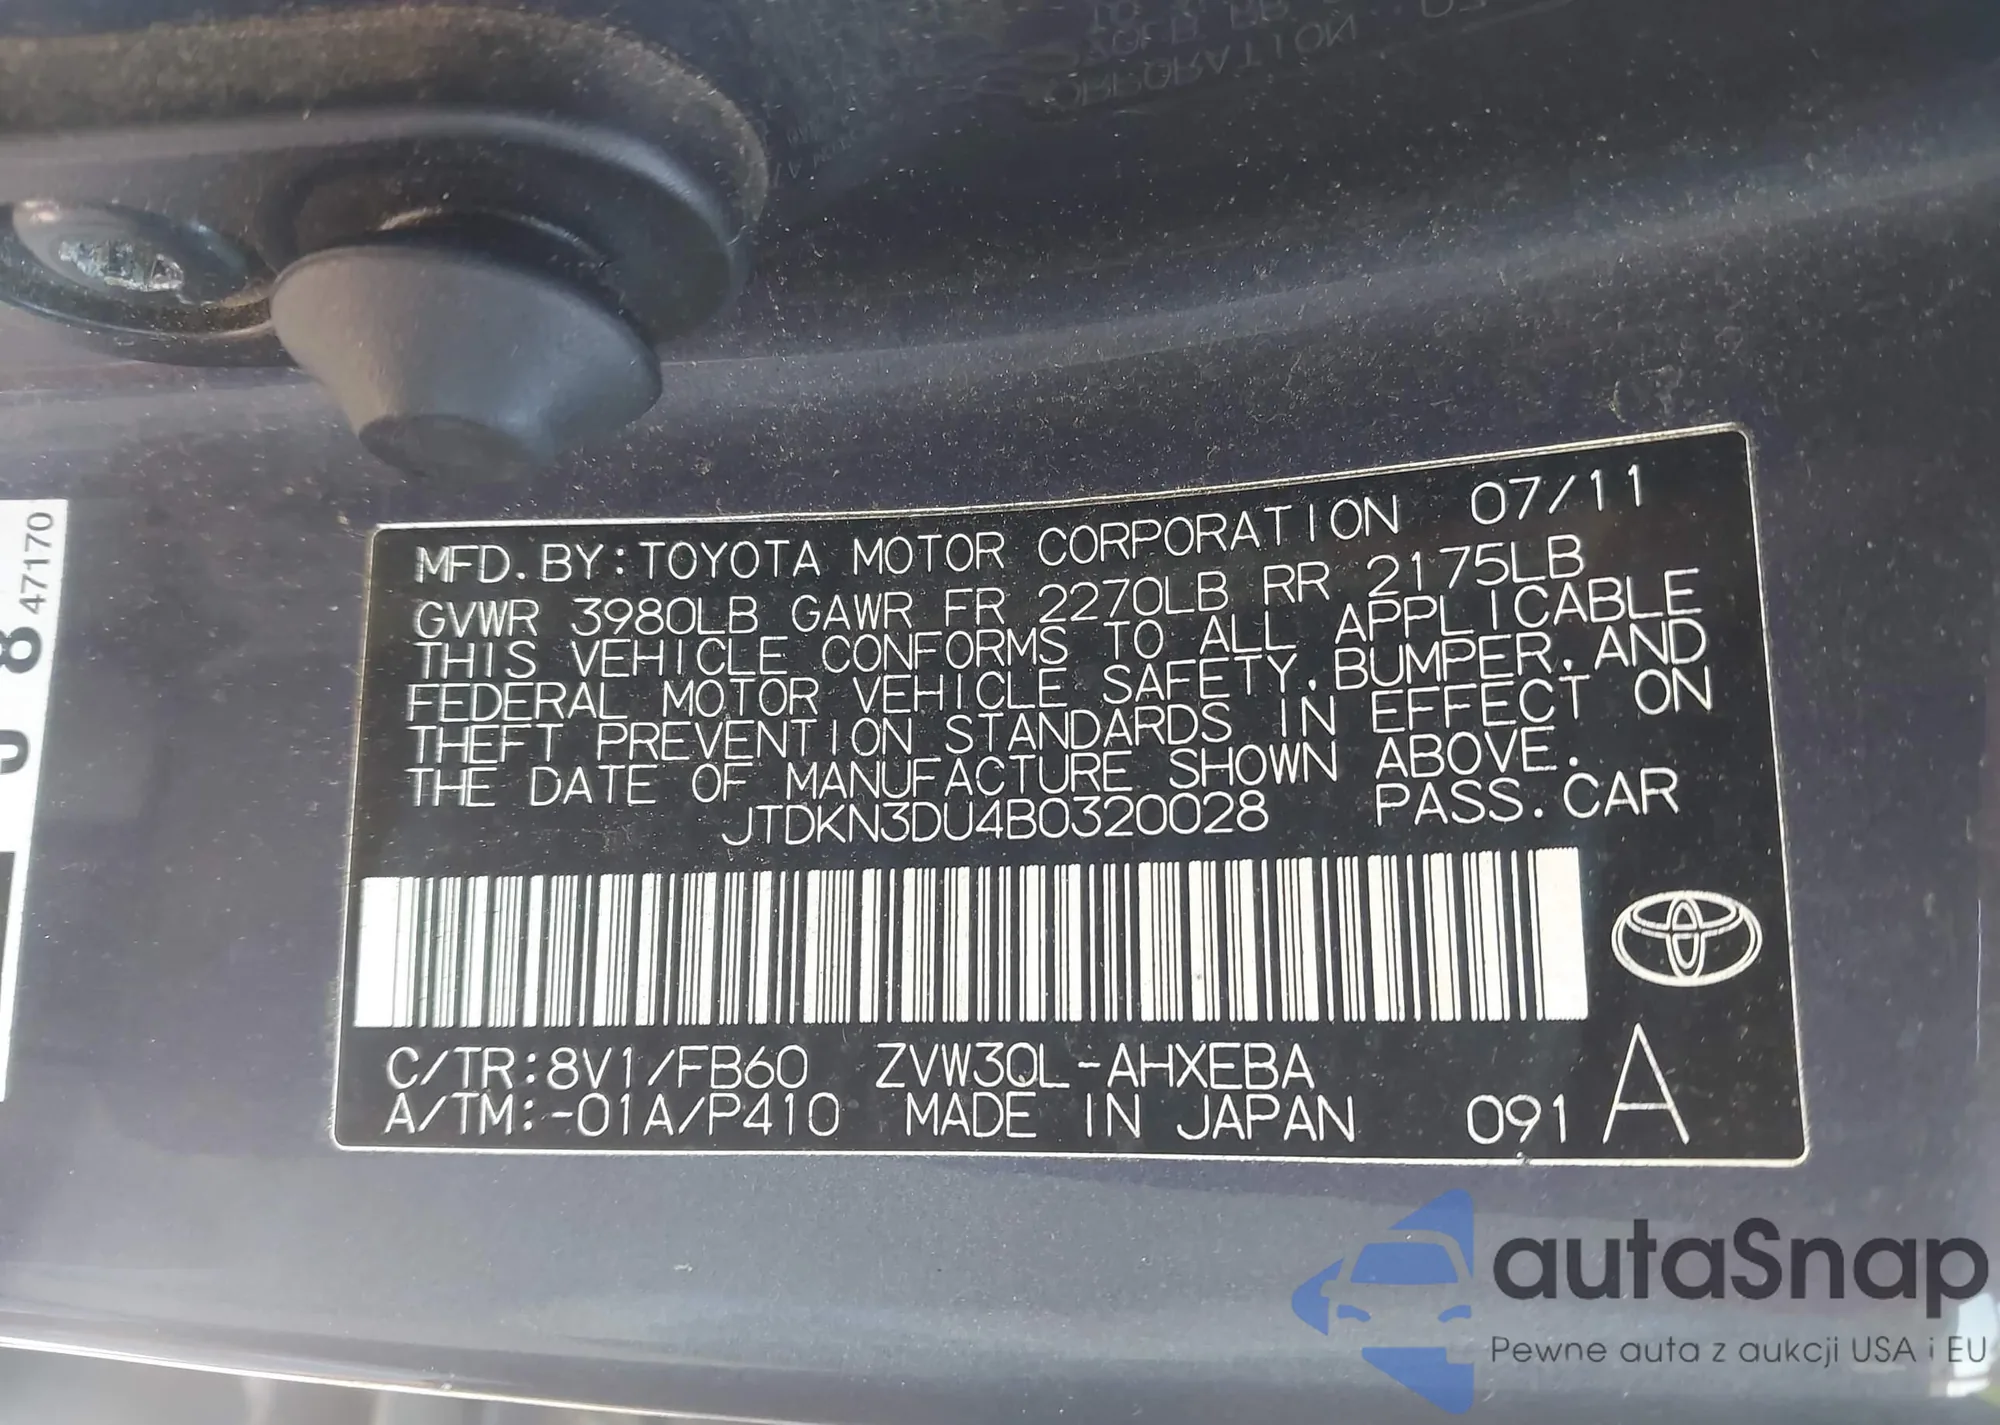 47170
8
MFD. BY: TOYOTA MOTOR CORPORATION 07/11
GVWR 3980LB GAWR FR 2270LB RR 2175LB
THIS VEHICLE CONFORMS TO ALL APPLICABLE
FEDERAL MOTOR VEHICLE SAFETY, BUMPER, AND
THEFT PREVENTION STANDARDS IN EFFECT ON
THE DATE OF MANUFACTURE SHOWN ABOVE.
JTDKN3DU4B0320028 PASS. CAR
C/TR:8V1/FB60 ZVW30L-AHXEBA
A/TM:-01A/P410 MADE IN JAPAN 091 A
autaSnap
Pewne auta z aukcji USA i EU